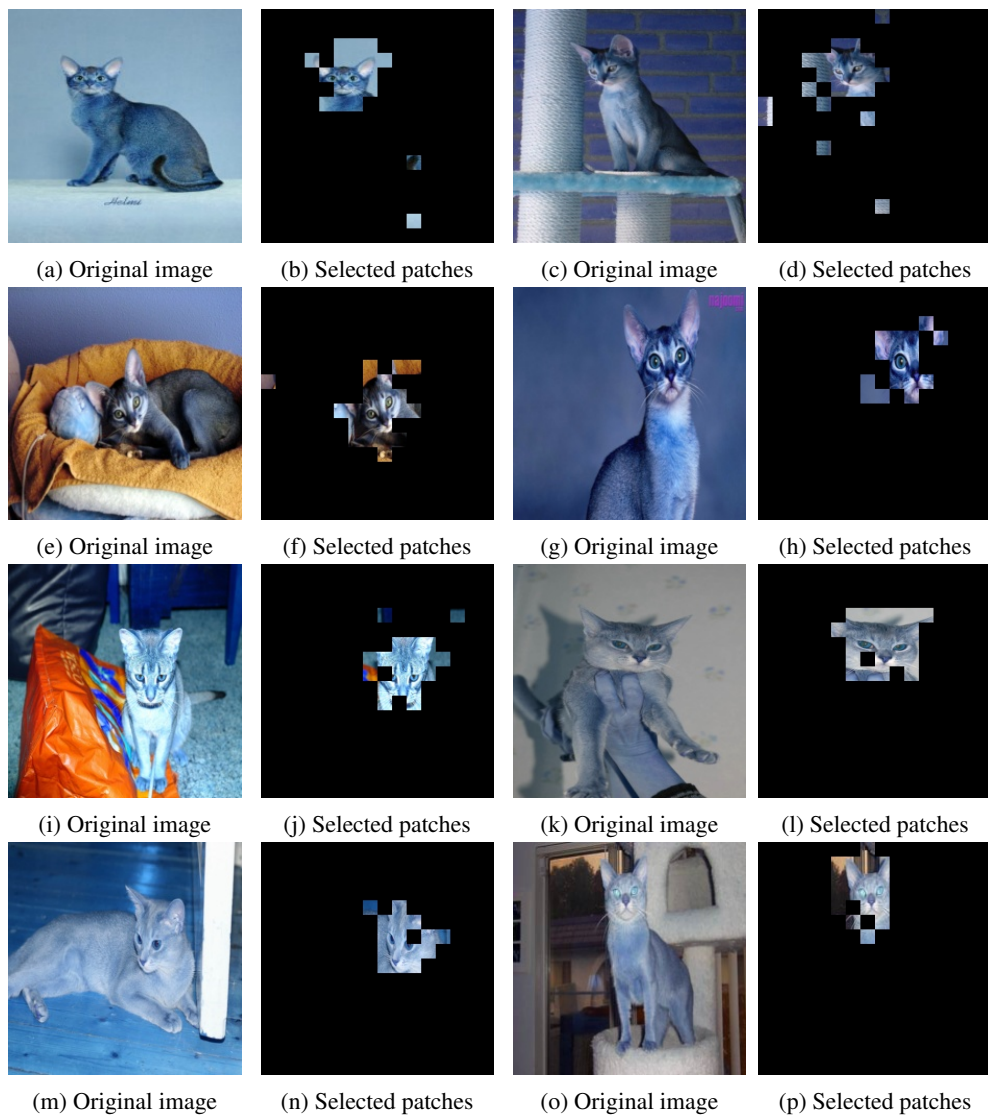 Helmi
(a) Original image
(b) Selected patches
(c) Original image
(d) Selected patches
(e) Original image
(f) Selected patches
(g) Original image
(h) Selected patches
(i) Original image
(j) Selected patches
(k) Original image
(l) Selected patches
(m) Original image
(n) Selected patches
(o) Original image
(p) Selected patches